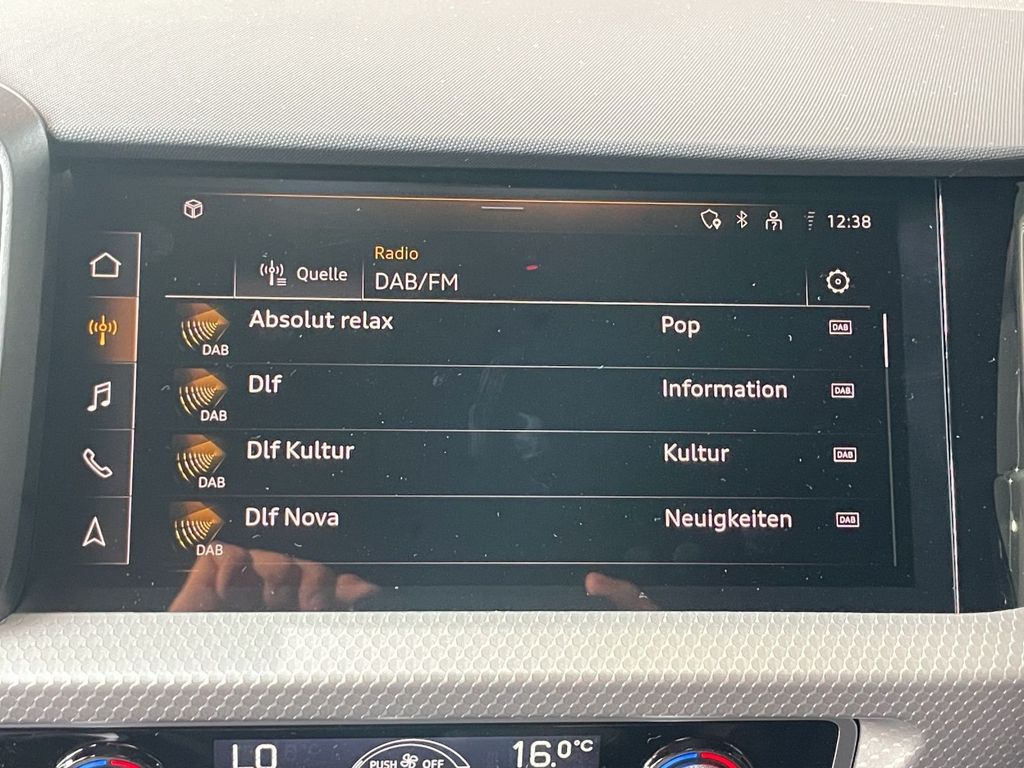 12:38
Quelle
Radio
DAB/FM
Absolut relax Pop DAB
DAB
Dlf Information DAB
DAB
Dlf Kultur Kultur DAB
DAB
Dlf Nova Neuigkeiten DAB
DAB
LO PUSH OFF 16.0°C